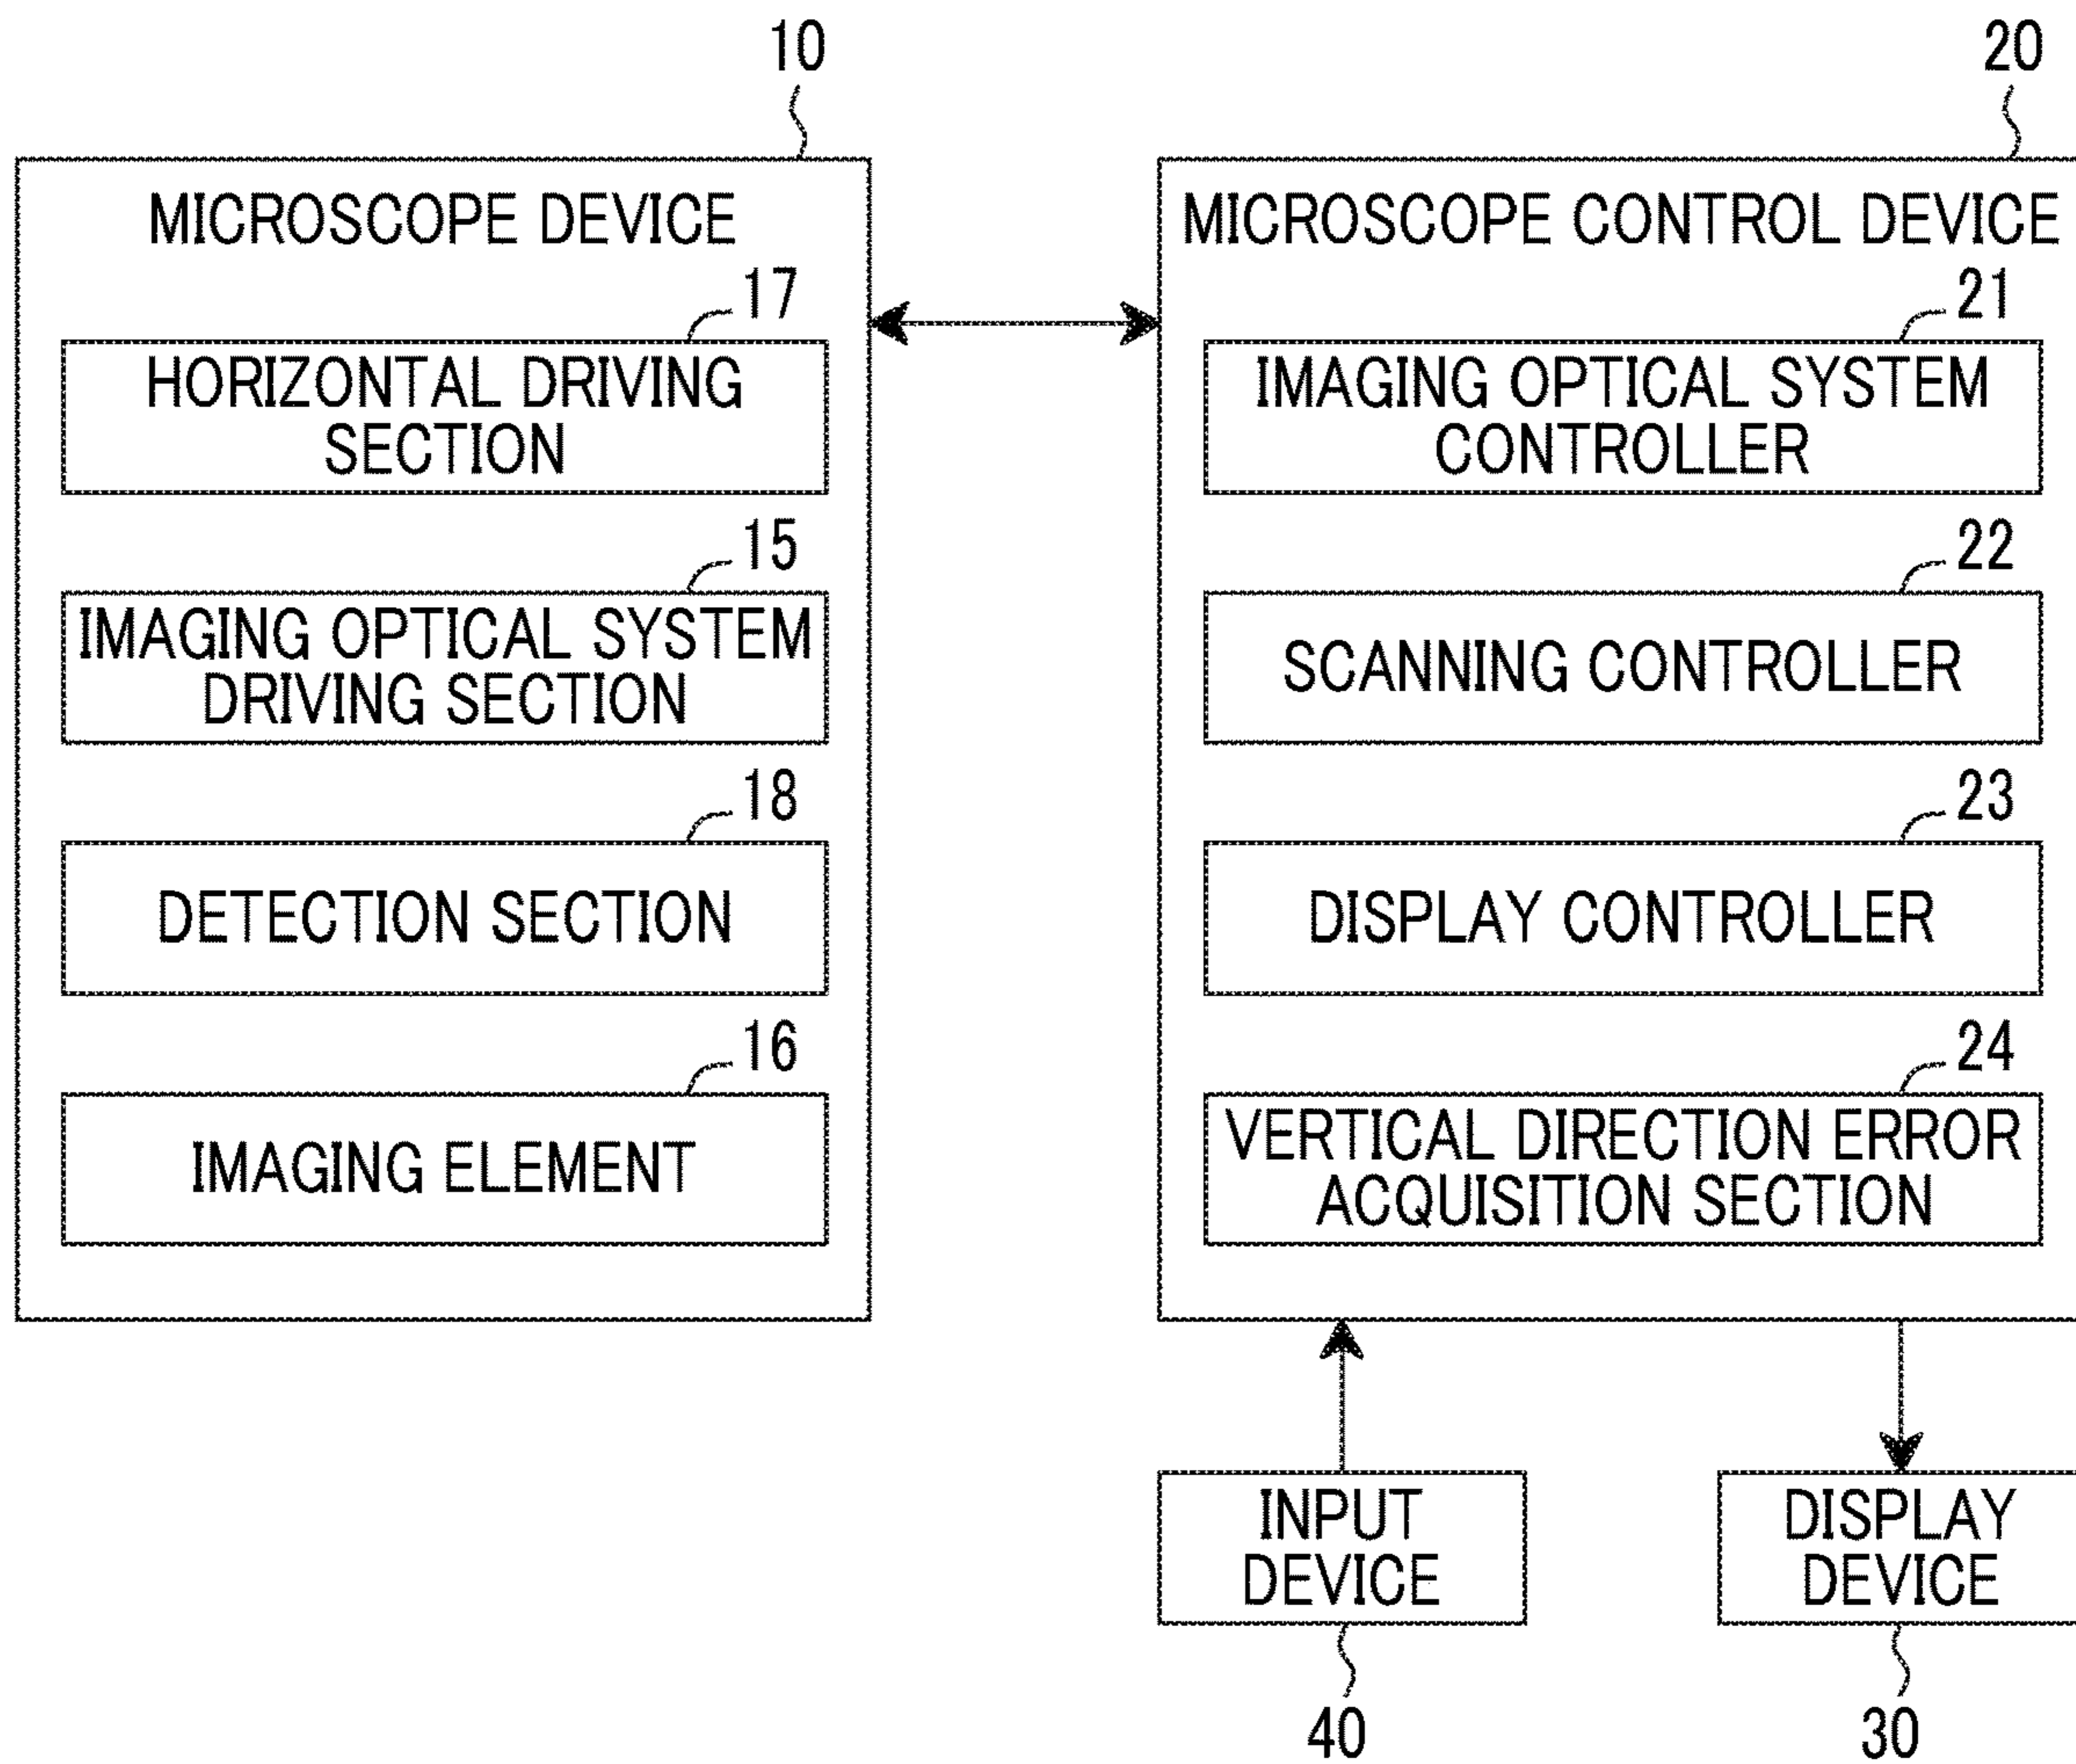 10
MICROSCOPE DEVICE
17
HORIZONTAL DRIVING
SECTION
15
IMAGING OPTICAL SYSTEM
DRIVING SECTION
18
DETECTION SECTION
16
IMAGING ELEMENT
20
MICROSCOPE CONTROL DEVICE
21
IMAGING OPTICAL SYSTEM
CONTROLLER
22
SCANNING CONTROLLER
23
DISPLAY CONTROLLER
24
VERTICAL DIRECTION ERROR
ACQUISITION SECTION
INPUT
DEVICE
40
DISPLAY
DEVICE
30